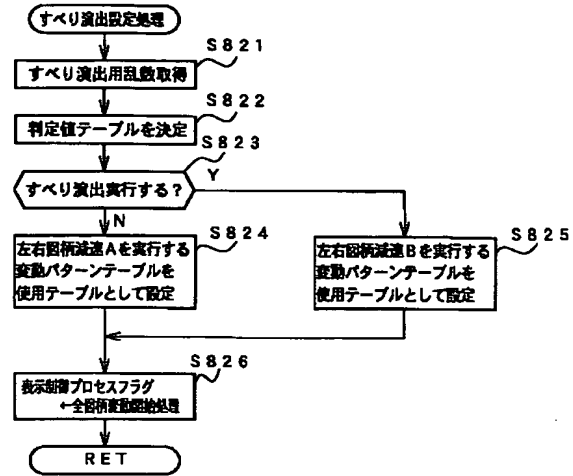 すべり演出設定処理
S821
すべり演出用乱数取得
S822
判定値テーブルを決定
S823
すべり演出実行する?
Y
N
S824
左右図柄減速Aを実行する
変動パターンテーブルを
使用テーブルとして設定
S825
左右図柄減速Bを実行する
変動パターンテーブルを
使用テーブルとして設定
S826
表示制御プロセスフラグ
←全図柄変動開始処理
RET